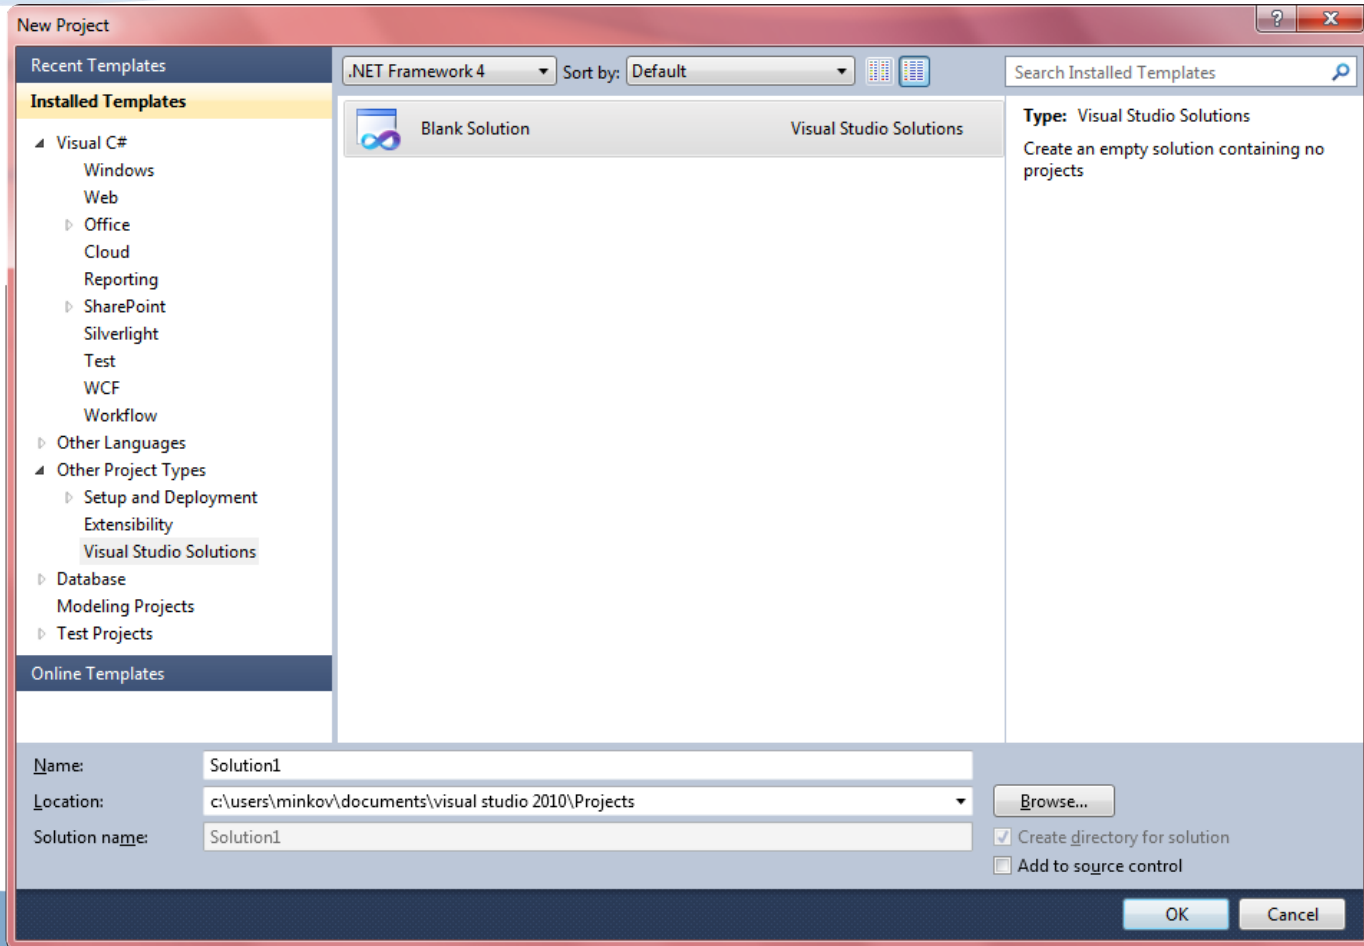 New Project
Recent Templates
.NET Framework 4 Sort by: Default
Search Installed Templates
Installed Templates
Visual C#
Windows
Web
Office
Cloud
Reporting
SharePoint
Silverlight
Test
WCF
Workflow
Other Languages
Other Project Types
Setup and Deployment
Extensibility
Visual Studio Solutions
Database
Modeling Projects
Test Projects
Online Templates
Blank Solution Visual Studio Solutions
Type: Visual Studio Solutions
Create an empty solution containing no
projects
Name: Solution1
Location: c:\users\minkov\documents\visual studio 2010\Projects Browse...
Solution name: Solution1 Create directory for solution
Add to source control
OK Cancel